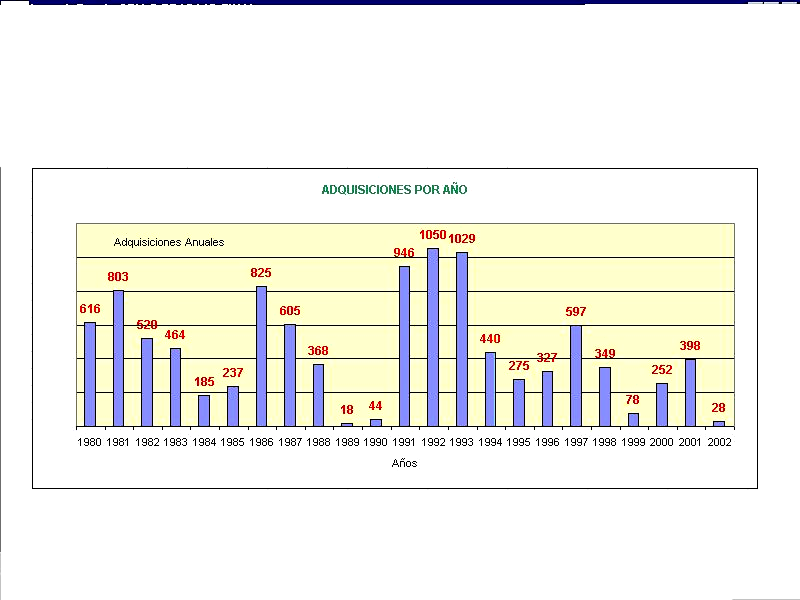 ADQUISICIONES POR AÑO
Adquisiciones Anuales
616 803 520 464 185 237 825 605 368 18 44 946 1050 1029 440 275 327 597 349 78 252 398 28
1980 1981 1982 1983 1984 1985 1986 1987 1988 1989 1990 1991 1992 1993 1994 1995 1996 1997 1998 1999 2000 2001 2002
Años